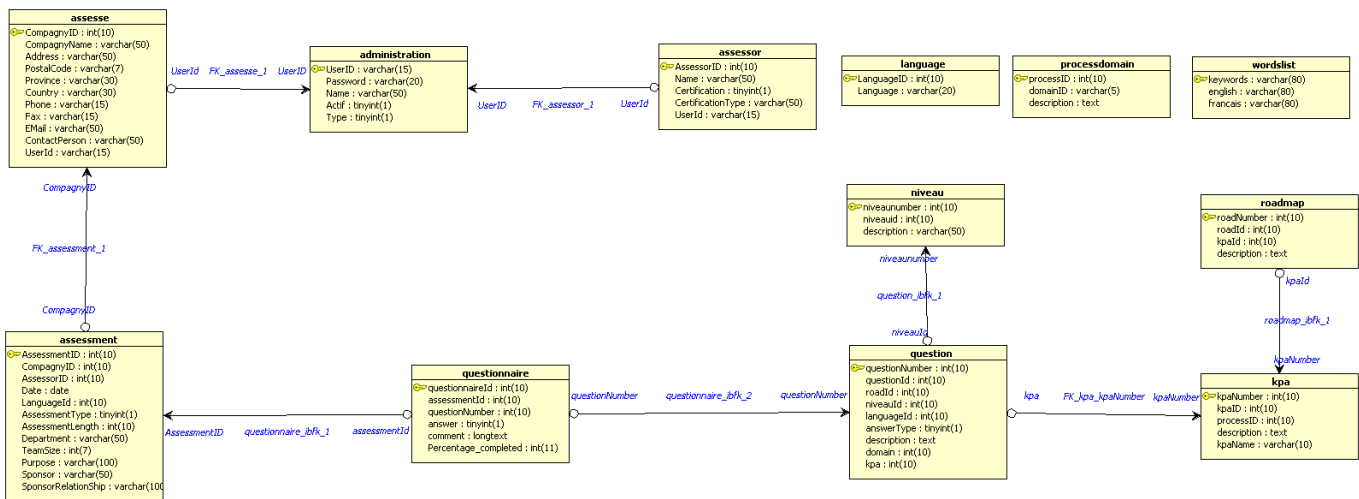 assesse
CompagnyID : int(10)
CompagnyName : varchar(50)
Address : varchar(50)
PostalCode : varchar(7)
Province : varchar(30)
Country : varchar(30)
Phone : varchar(15)
Fax : varchar(15)
EMail : varchar(50)
ContactPerson : varchar(50)
UserId : varchar(15)
UserId FK_assesse_1 UserID
administration
UserID : varchar(15)
Password : varchar(20)
Name : varchar(50)
Actif : tinyint(1)
Type : tinyint(1)
UserID FK_assessor_1 UserId
assessor
AssessorID : int(10)
Name : varchar(50)
Certification : tinyint(1)
CertificationType : varchar(50)
UserId : varchar(15)
language
LanguageID : int(10)
Language : varchar(20)
processdomain
processID : int(10)
domainID : varchar(5)
description : text
wordslist
keywords : varchar(80)
english : varchar(80)
francais : varchar(80)
CompagnyID
FK_assessment_1
CompagnyID
niveau
niveaunumber : int(10)
niveauid : int(10)
description : varchar(50)
niveaunumber
question_ibfk_1
niveauId
roadmap
roadNumber : int(10)
roadId : int(10)
kpaId : int(10)
description : text
kpaId
roadmap_ibfk_1
kpaNumber
assessment
AssessmentID : int(10)
CompagnyID : int(10)
AssessorID : int(10)
Date : date
LanguageId : int(10)
AssessmentType : tinyint(1)
AssessmentLength : int(10)
Department : varchar(50)
TeamSize : int(7)
Purpose : varchar(100)
Sponsor : varchar(50)
SponsorRelationShip : varchar(100
AssessmentID questionnaire_ibfk_1 assessmentId
questionnaire
questionnaireId : int(10)
assessmentId : int(10)
questionNumber : int(10)
answer : tinyint(1)
comment : longtext
Percentage_completed : int(11)
questionNumber questionnaire_ibfk_2 questionNumber
question
questionNumber : int(10)
questionId : int(10)
roadId : int(10)
niveauId : int(10)
languageId : int(10)
answerType : tinyint(1)
description : text
domain : int(10)
kpa : int(10)
kpa FK_kpa_kpaNumber kpaNumber
kpa
kpaNumber : int(10)
kpaID : int(10)
processID : int(10)
description : text
kpaName : varchar(10)